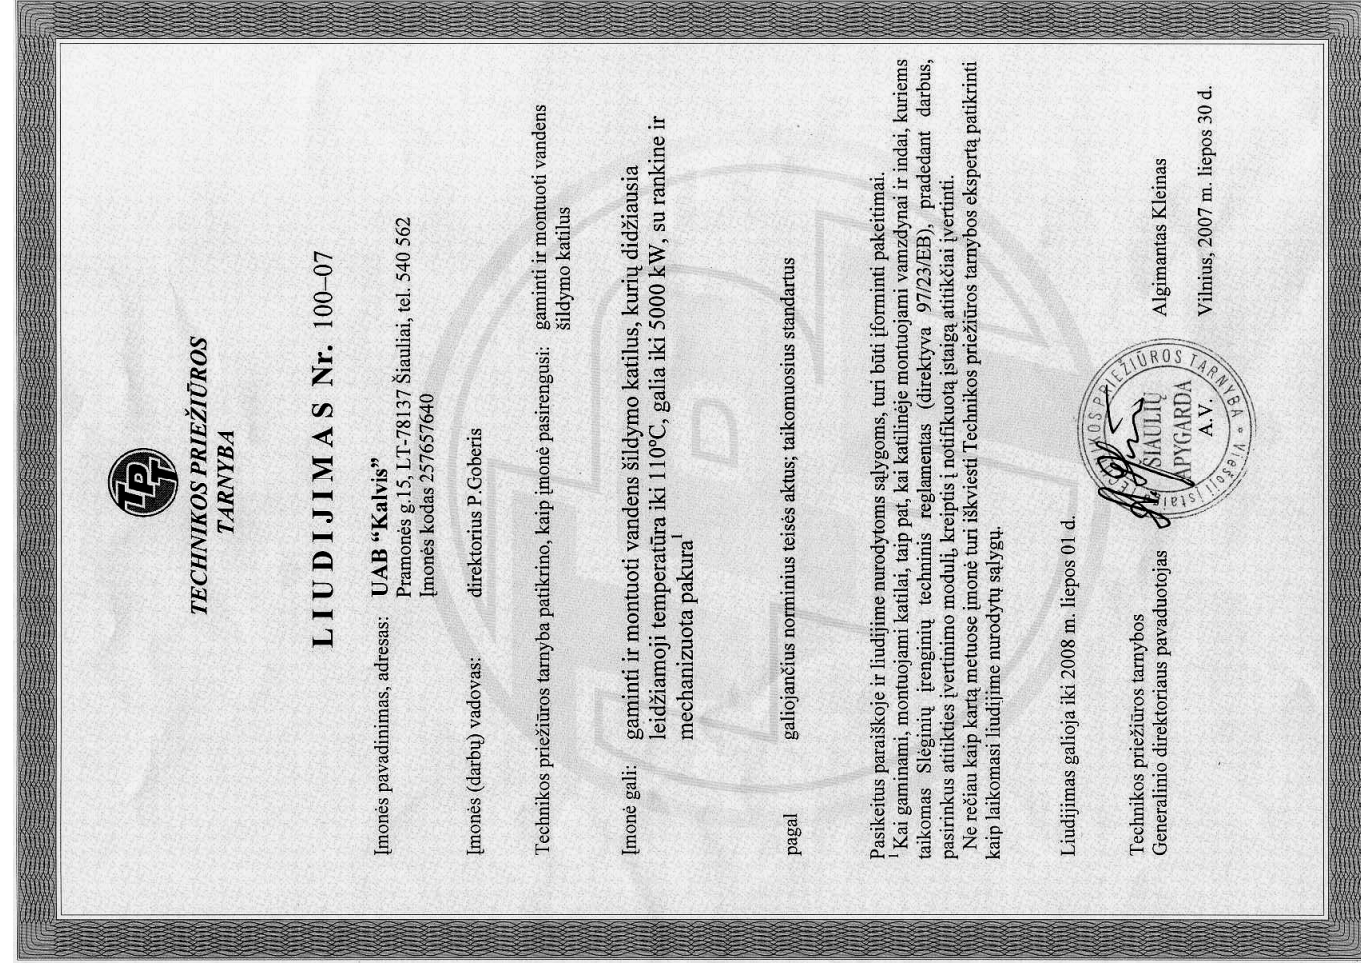 TPT
TECHNIKOS PRIEŽIŪROS
TARNYBA
LIUDIJIMAS Nr. 100–07
Įmonės pavadinimas, adresas: UAB “Kalvis”
Pramonės g.15, LT-78137 Šiauliai, tel. 540 562
Įmonės kodas 257657640
Įmonės (darbų) vadovas: direktorius P.Goberis
Technikos priežiūros tarnyba patikrino, kaip įmonė pasirengusi: gaminti ir montuoti vandens
šildymo katilus
Įmonė gali: gaminti ir montuoti vandens šildymo katilus, kurių didžiausia
leidžiamoji temperatūra iki 110ºC, galia iki 5000 kW, su rankine ir
mechanizuota pakura1
pagal galiojančius norminius teisės aktus; taikomuosius standartus
Pasikeitus paraiškoje ir liudijime nurodytoms sąlygoms, turi būti įforminti pakeitimai.
1 Kai gaminami, montuojami katilai, taip pat, kai katilinėje montuojami vamzdynai ir indai, kuriems
taikomas Slėginių įrenginių techninis reglamentas (direktyva 97/23/EB), pradedant darbus,
pasirinkus atitikties įvertinimo modulį, kreiptis į notifikuotą įstaigą atitikčiai įvertinti.
Ne rečiau kaip kartą metuose įmonė turi iškviesti Technikos priežiūros tarnybos ekspertą patikrinti
kaip laikomasi liudijime nurodytų sąlygų.
Liudijimas galioja iki 2008 m. liepos 01 d.
Technikos priežiūros tarnybos
Generalinio direktoriaus pavaduotojas Algimantas Kleinas
TECHNIKOS PRIEŽIŪROS TARNYBA • Viešoji įstaiga
ŠIAULIŲ
APYGARDA
A.V.
Vilnius, 2007 m. liepos 30 d.